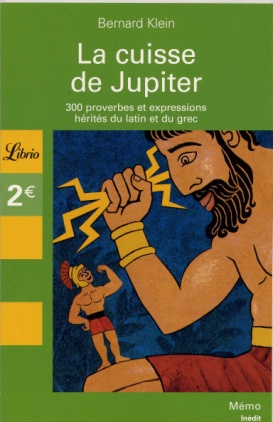 Bernard Klein
La cuisse
de Jupiter
300 proverbes et expressions
hérités du latin et du grec
Librio
2€
Mémo
Inédit